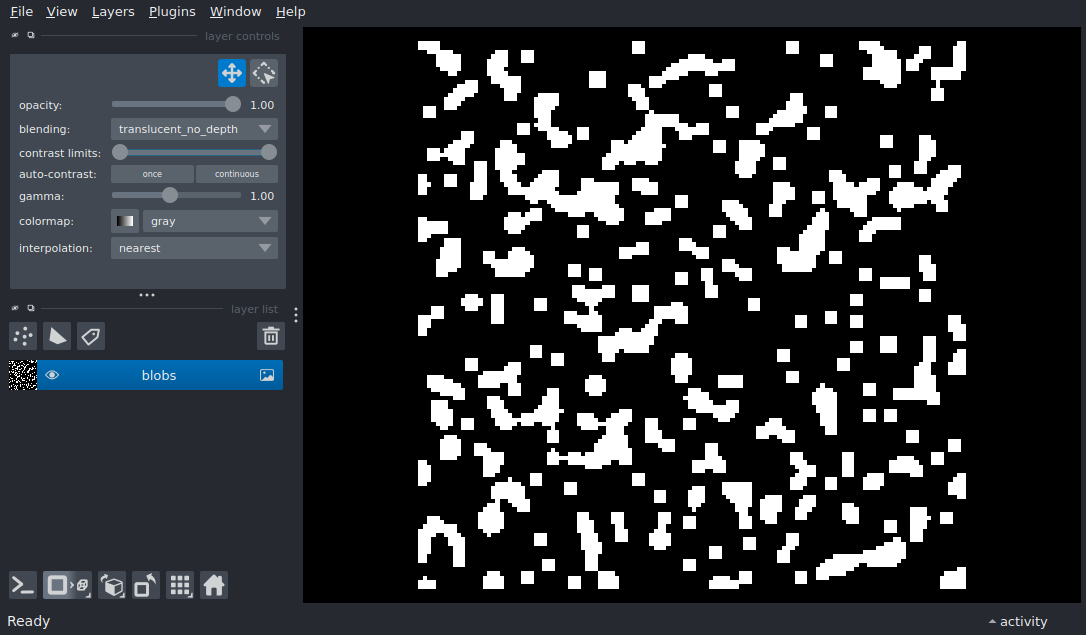 File View Layers Plugins Window Help
layer controls
opacity: 1.00
blending: translucent_no_depth
contrast limits:
auto-contrast: once continuous
gamma: 1.00
colormap: gray
interpolation: nearest
layer list
blobs
Ready activity